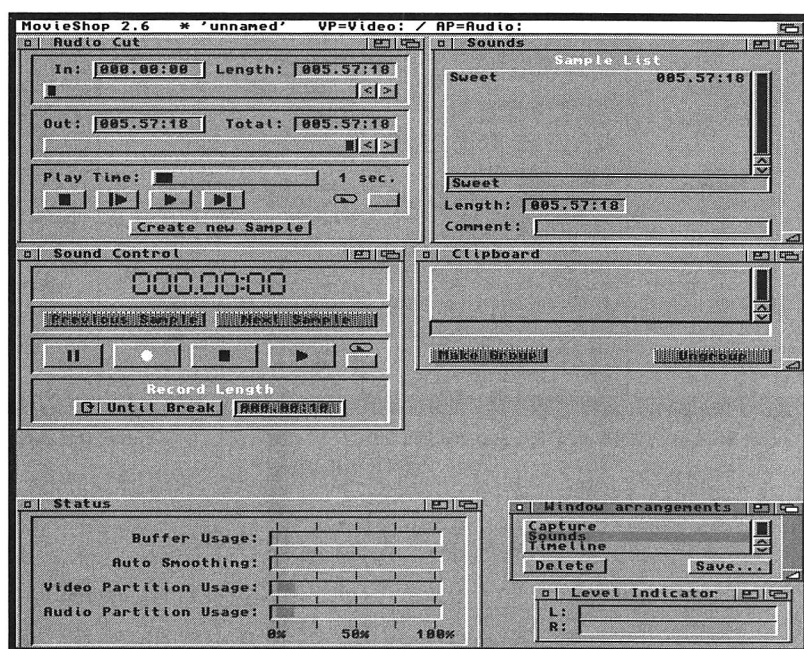 MovieShop 2.6 * 'unnamed' VP=Video: / AP=Audio:
Audio Cut
In: 000.00:00 Length: 005.57:18
< >
Out: 005.57:18 Total: 005.57:18
< >
Play Time: 1 sec.
Create new Sample
Sounds
Sample List
Sweet 005.57:18
Sweet
Length: 005.57:18
Comment:
Sound Control
000.00:00
Previous Sample Next Sample
Record Length
Until Break 000.00:10
Clipboard
Make Group Ungroup
Status
Buffer Usage:
Auto Smoothing:
Video Partition Usage:
Audio Partition Usage:
0% 50% 100%
Window arrangements
Capture
Sounds
Timeline
Delete Save...
Level Indicator
L:
R: